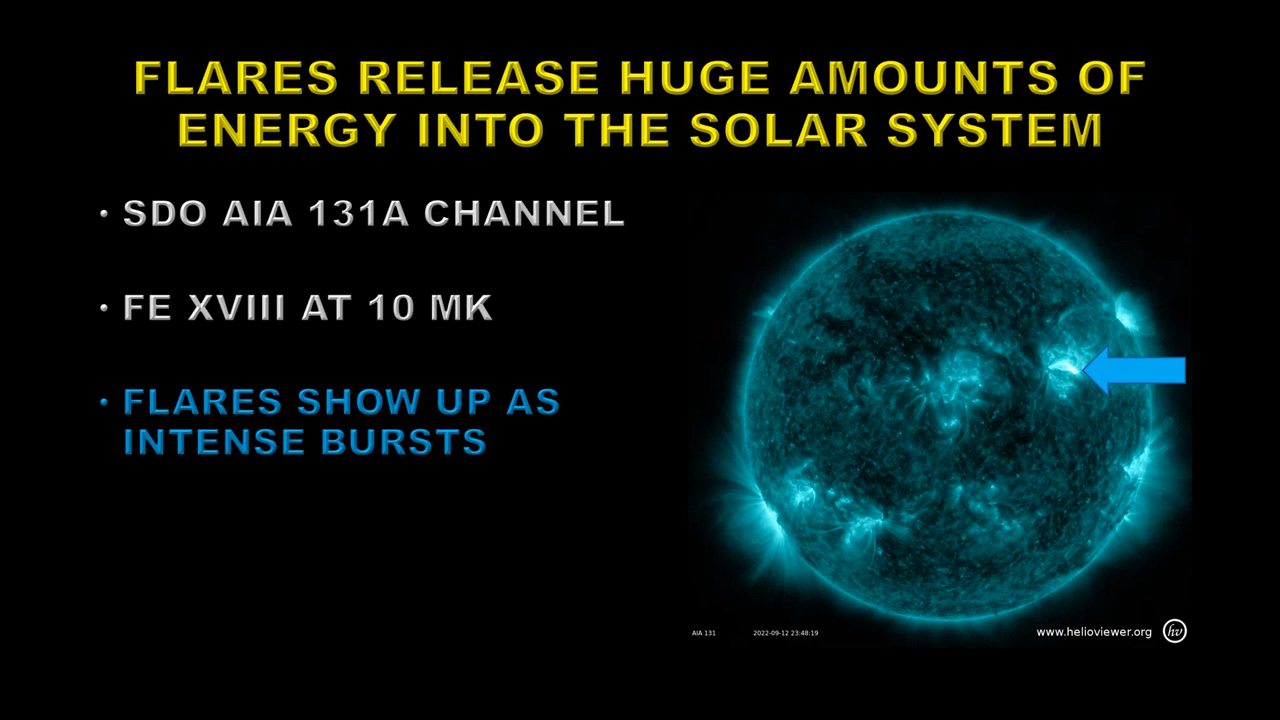 FLARES RELEASE HUGE AMOUNTS OF
ENERGY INTO THE SOLAR SYSTEM
• SDO AIA 131A CHANNEL
• FE XVIII AT 10 MK
• FLARES SHOW UP AS
INTENSE BURSTS
AIA 131 2022-09-12 23:48:19
www.helioviewer.org hv